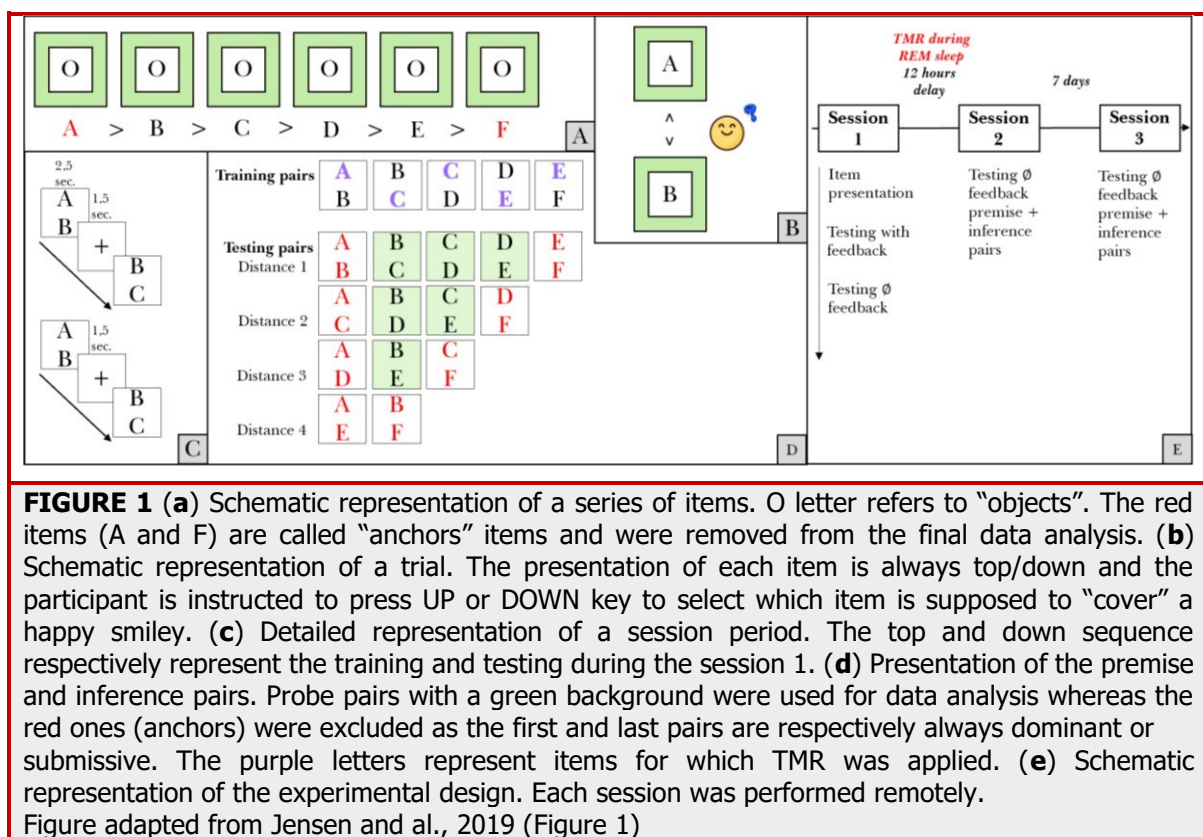 O O O O O O
A > B > C > D > E > F
A
A
^
v
B
B
2,5
sec.
A
B
1,5
sec.
+
B
C
A
B
1,5
sec.
+
B
C
C
Training pairs A B C D E
B C D E F
Testing pairs A B C D E
Distance 1 B C D E F
A B C D
Distance 2 C D E F
A B C
Distance 3 D E F
A B
Distance 4 E F
D
TMR during
REM sleep
12 hours
delay
7 days
Session
1
Session
2
Session
3
Item
presentation
Testing with
feedback
Testing Ø
feedback
Testing Ø
feedback
premise +
inference
pairs
Testing Ø
feedback
premise +
inference
pairs
E
FIGURE 1 (a) Schematic representation of a series of items. O letter refers to “objects”. The red
items (A and F) are called “anchors” items and were removed from the final data analysis. (b)
Schematic representation of a trial. The presentation of each item is always top/down and the
participant is instructed to press UP or DOWN key to select which item is supposed to “cover” a
happy smiley. (c) Detailed representation of a session period. The top and down sequence
respectively represent the training and testing during the session 1. (d) Presentation of the premise
and inference pairs. Probe pairs with a green background were used for data analysis whereas the
red ones (anchors) were excluded as the first and last pairs are respectively always dominant or
submissive. The purple letters represent items for which TMR was applied. (e) Schematic
representation of the experimental design. Each session was performed remotely.
Figure adapted from Jensen and al., 2019 (Figure 1)